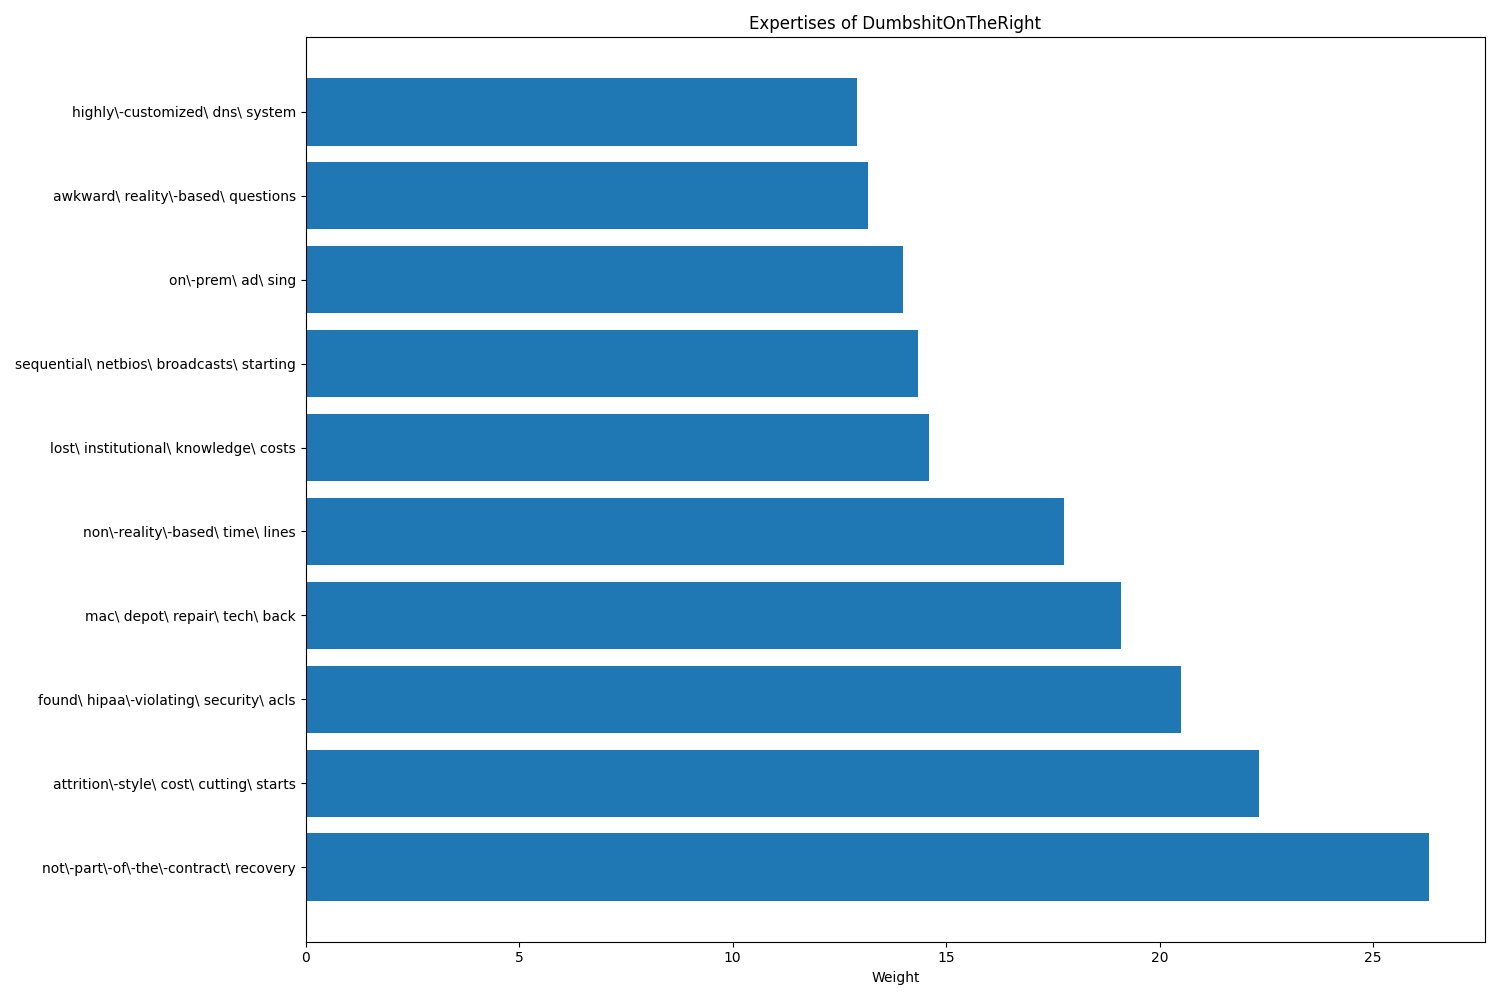 Expertises of DumbshitOnTheRight
highly\-customized\ dns\ system
awkward\ reality\-based\ questions
on\-prem\ ad\ sing
sequential\ netbios\ broadcasts\ starting
lost\ institutional\ knowledge\ costs
non\-reality\-based\ time\ lines
mac\ depot\ repair\ tech\ back
found\ hipaa\-violating\ security\ acls
attrition\-style\ cost\ cutting\ starts
not\-part\-of\-the\-contract\ recovery
0 5 10 15 20 25
Weight